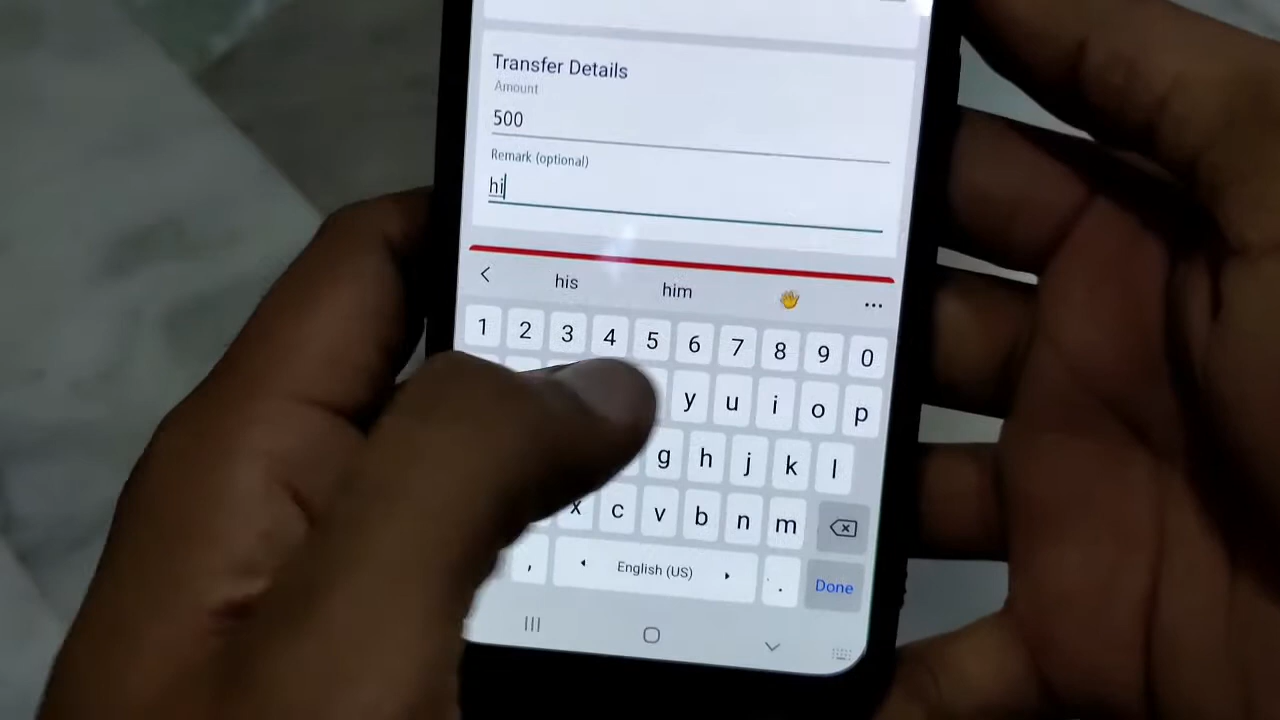 Transfer Details
Amount
500
Remark (optional)
hi
his him 👋 ...
1 2 3 4 5 6 7 8 9 0
y u i o p
g h j k l
x c v b n m
, English (US) . Done